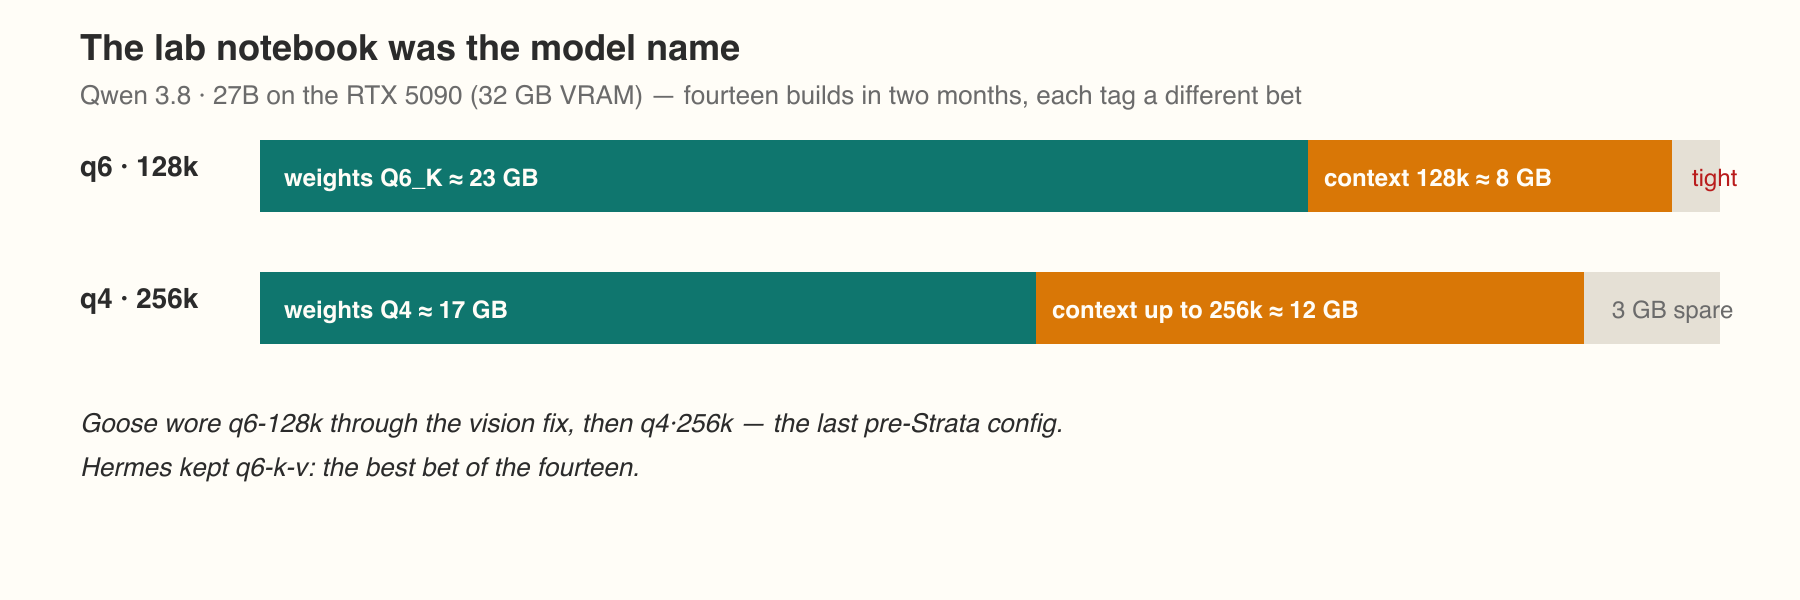 The lab notebook was the model name
Qwen 3.8 · 27B on the RTX 5090 (32 GB VRAM) — fourteen builds in two months, each tag a different bet
q6 · 128k
weights Q6_K ≈ 23 GB
context 128k ≈ 8 GB
tight
q4 · 256k
weights Q4 ≈ 17 GB
context up to 256k ≈ 12 GB
3 GB spare
Goose wore q6-128k through the vision fix, then q4·256k — the last pre-Strata config.
Hermes kept q6-k-v: the best bet of the fourteen.